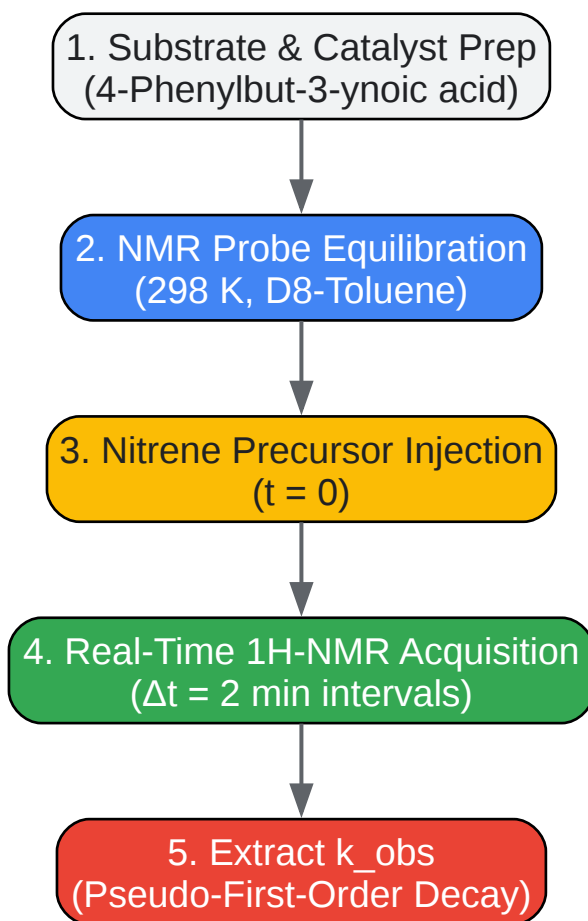 1. Substrate & Catalyst Prep
(4-Phenylbut-3-ynoic acid)
2. NMR Probe Equilibration
(298 K, D8-Toluene)
3. Nitrene Precursor Injection
(t = 0)
4. Real-Time 1H-NMR Acquisition
(Δt = 2 min intervals)
5. Extract k_obs
(Pseudo-First-Order Decay)